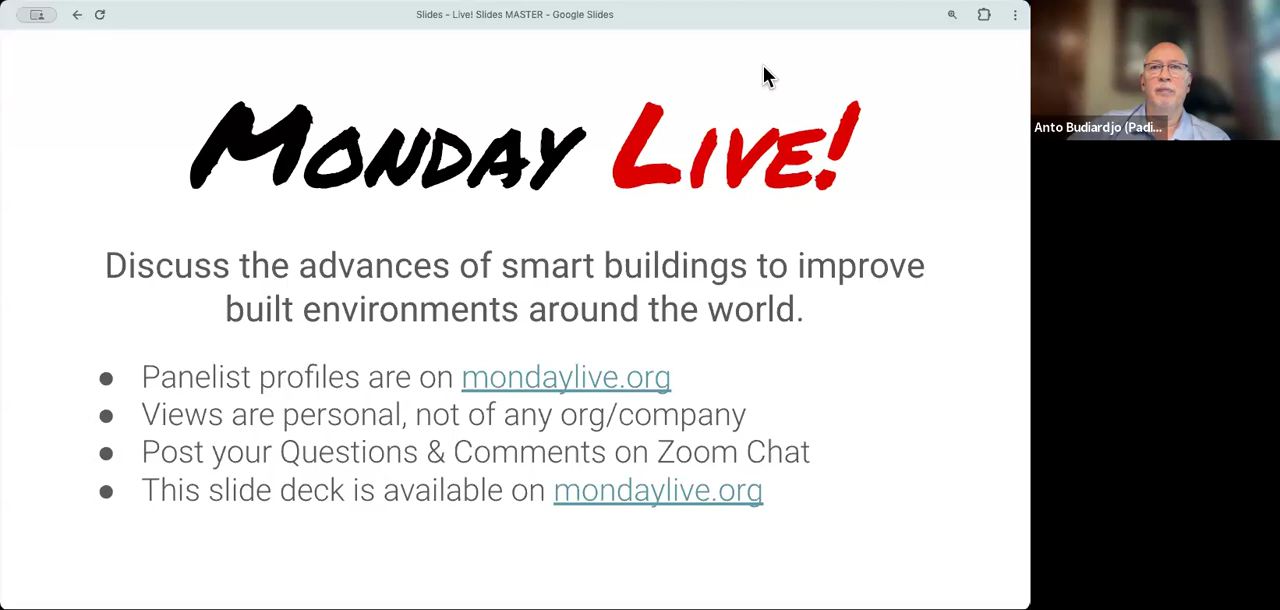 Slides - Live! Slides MASTER - Google Slides
MONDAY LIVE!
Discuss the advances of smart buildings to improve
built environments around the world.
● Panelist profiles are on mondaylive.org
● Views are personal, not of any org/company
● Post your Questions & Comments on Zoom Chat
● This slide deck is available on mondaylive.org
Anto Budiardjo (Padi...